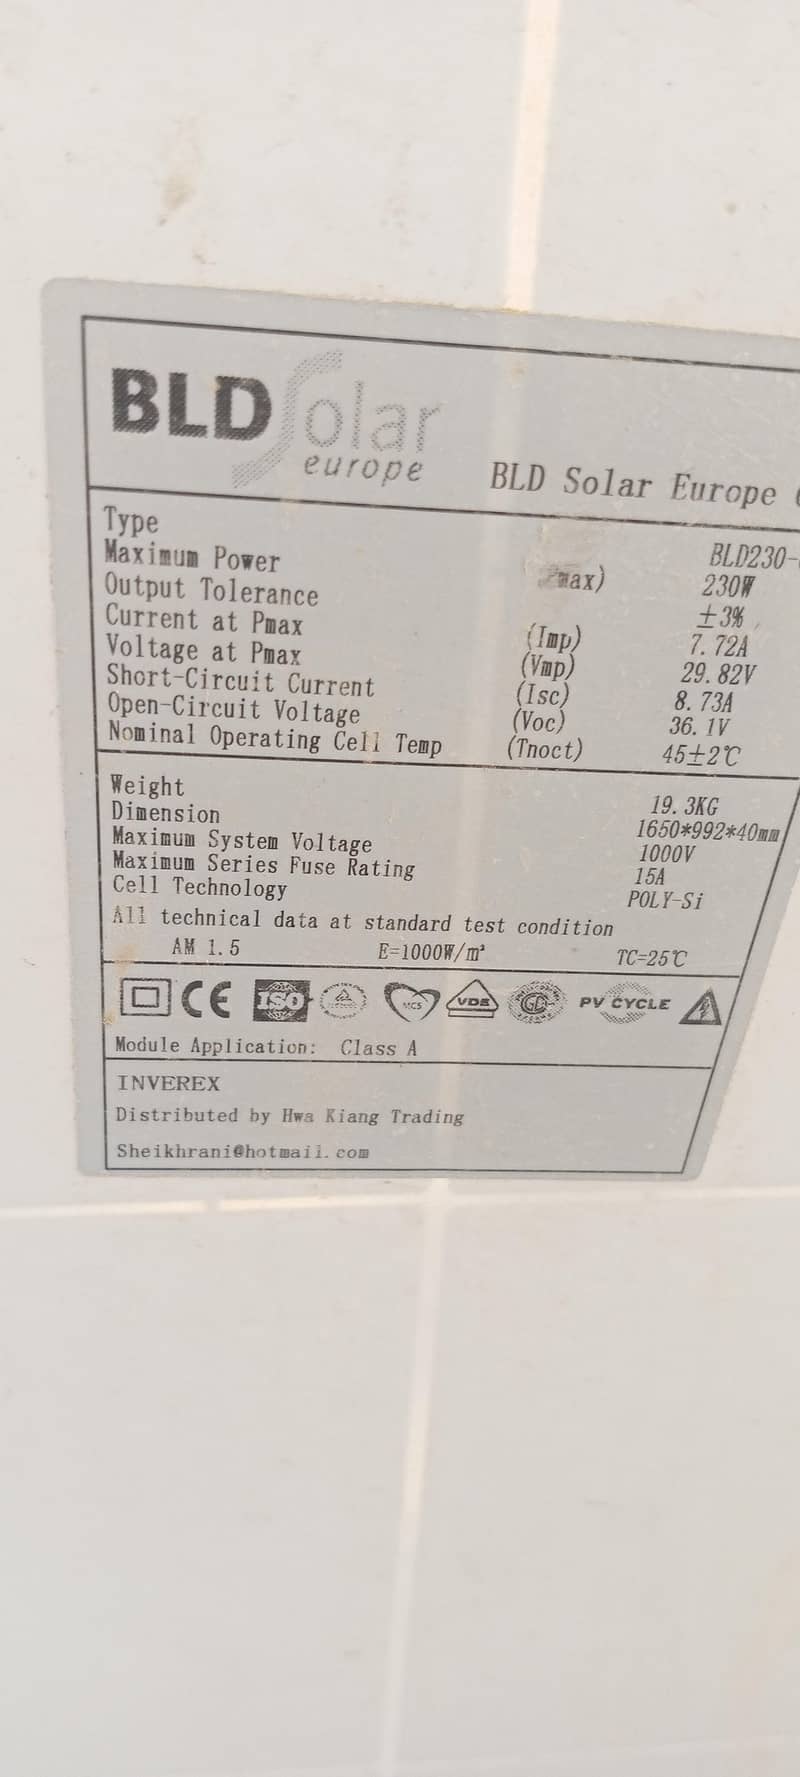 BLD Solar
europe
BLD Solar Europe
Type BLD230-
Maximum Power max) 230W
Output Tolerance ±3%
Current at Pmax (Imp) 7.72A
Voltage at Pmax (Vmp) 29.82V
Short-Circuit Current (Isc) 8.73A
Open-Circuit Voltage (Voc) 36.1V
Nominal Operating Cell Temp (Tnoct) 45±2℃
Weight 19.3KG
Dimension 1650*992*40mm
Maximum System Voltage 1000V
Maximum Series Fuse Rating 15A
Cell Technology POLY-Si
All technical data at standard test condition
AM 1.5 E=1000W/m² TC=25℃
CE ISO MCS VDE GC PV CYCLE
Module Application: Class A
INVEREX
Distributed by Hwa Kiang Trading
Sheikhrani@hotmail.com